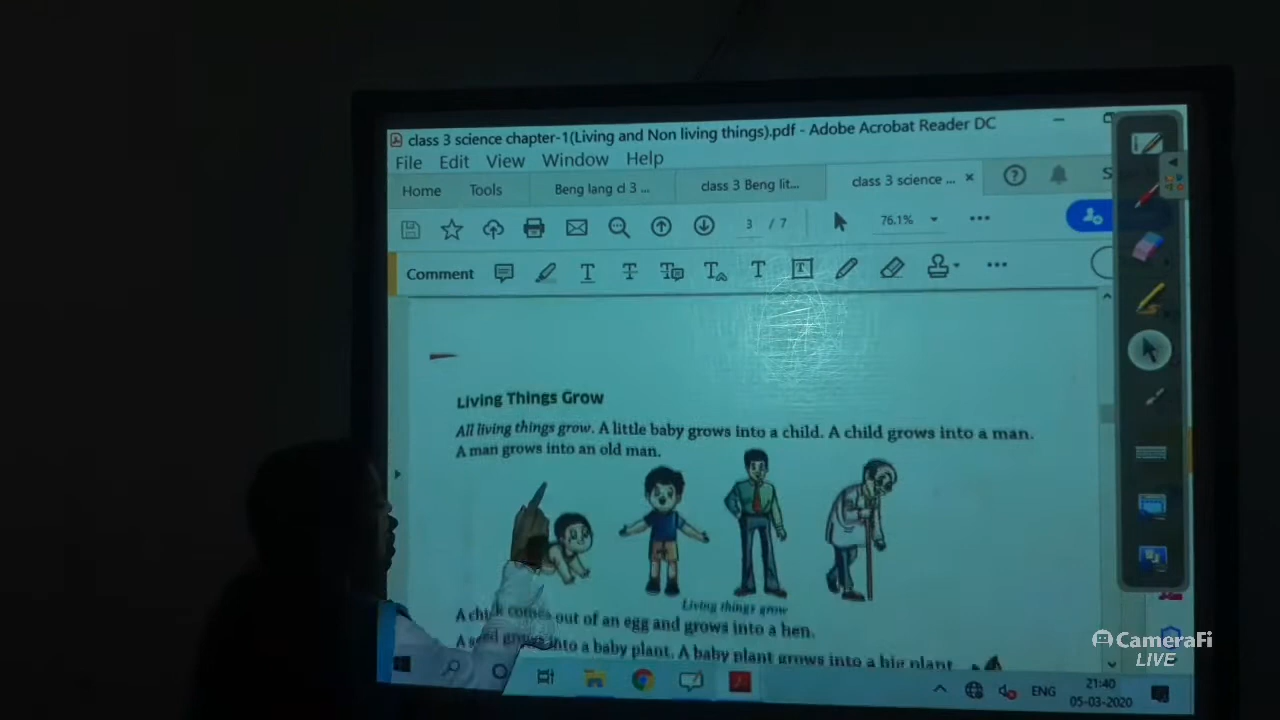 class 3 science chapter-1(Living and Non living things).pdf - Adobe Acrobat Reader DC
File Edit View Window Help
Home Tools Beng lang cl 3 ... class 3 Beng lit... class 3 science ...
3 / 7 76.1%
Comment
Living Things Grow
All living things grow. A little baby grows into a child. A child grows into a man.
A man grows into an old man.
Living things grow
A chick comes out of an egg and grows into a hen.
A seed grows into a baby plant. A baby plant grows into a big plant
CameraFi
LIVE
ENG
21:40
05-03-2020